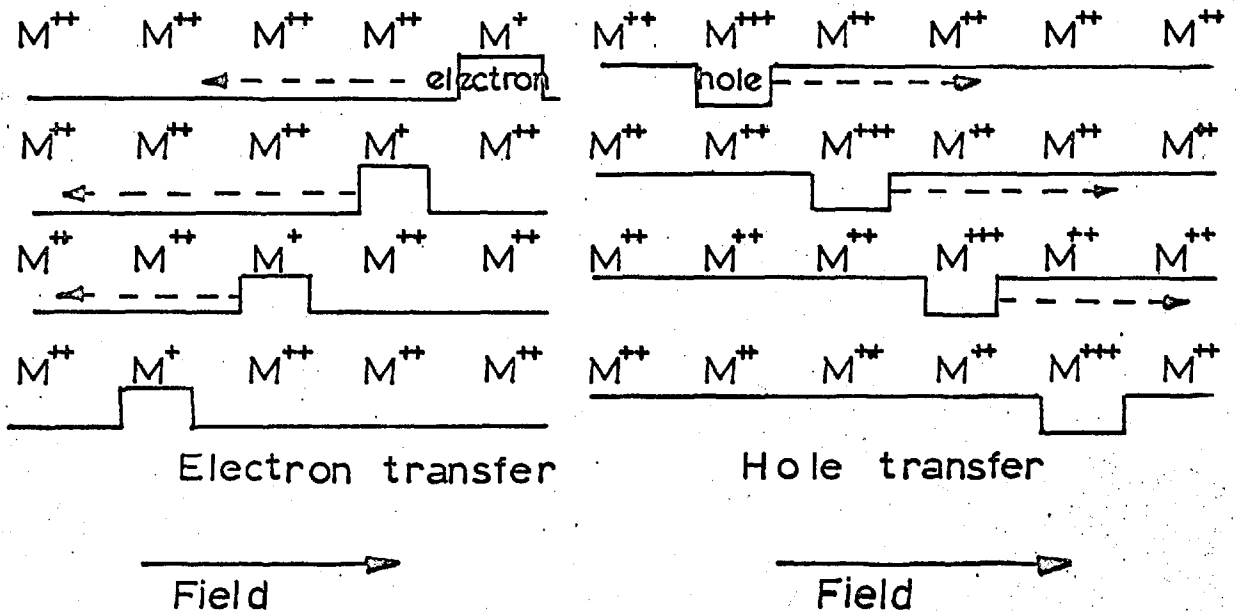 M⁺⁺ M⁺⁺ M⁺⁺ M⁺⁺ M⁺
electron
M⁺⁺ M⁺⁺ M⁺⁺ M⁺ M⁺⁺
M⁺⁺ M⁺⁺ M⁺ M⁺⁺ M⁺⁺
M⁺⁺ M⁺ M⁺⁺ M⁺⁺ M⁺⁺
Electron transfer
Field
M⁺⁺ M⁺⁺⁺ M⁺⁺ M⁺⁺ M⁺⁺ M⁺⁺
hole
M⁺⁺ M⁺⁺ M⁺⁺⁺ M⁺⁺ M⁺⁺ M⁺⁺
M⁺⁺ M⁺⁺ M⁺⁺ M⁺⁺⁺ M⁺⁺ M⁺⁺
M⁺⁺ M⁺⁺ M⁺⁺ M⁺⁺ M⁺⁺⁺ M⁺⁺
Hole transfer
Field